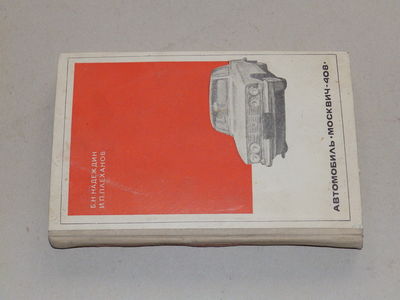 Б.Н.НАДЕЖДИН
И.П.ПЛЕХАНОВ
АВТОМОБИЛЬ •МОСКВИЧ-408•